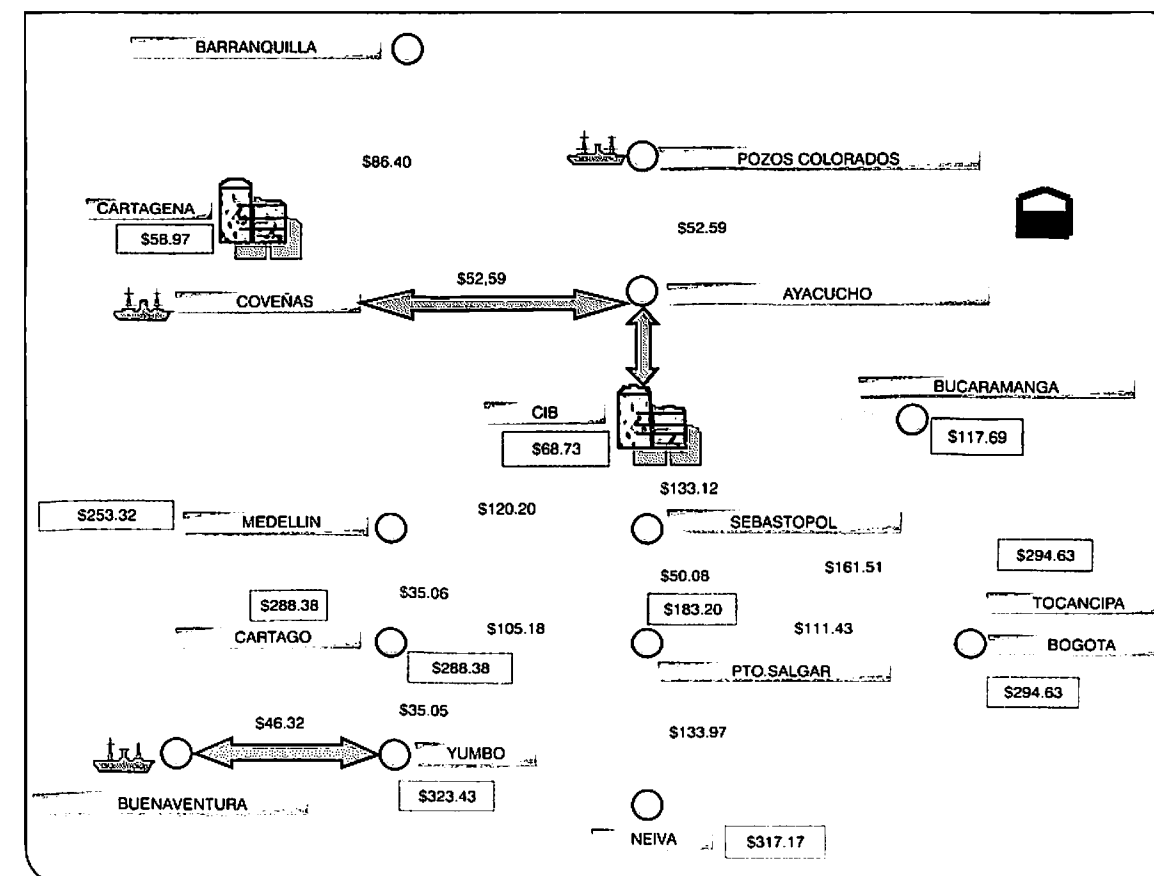 BARRANQUILLA
$86.40
POZOS COLORADOS
CARTAGENA
$58.97
$52.59
$52,59
COVEÑAS
AYACUCHO
BUCARAMANGA
$117.69
CIB
$68.73
$133.12
$253.32
MEDELLIN
$120.20
SEBASTOPOL
$161.51
$294.63
$35.06
$50.08
$288.38
$183.20
TOCANCIPA
CARTAGO
$105.18
$111.43
BOGOTA
$288.38
PTO.SALGAR
$294.63
$46.32
$35.05
$133.97
YUMBO
BUENAVENTURA
$323.43
NEIVA
$317.17